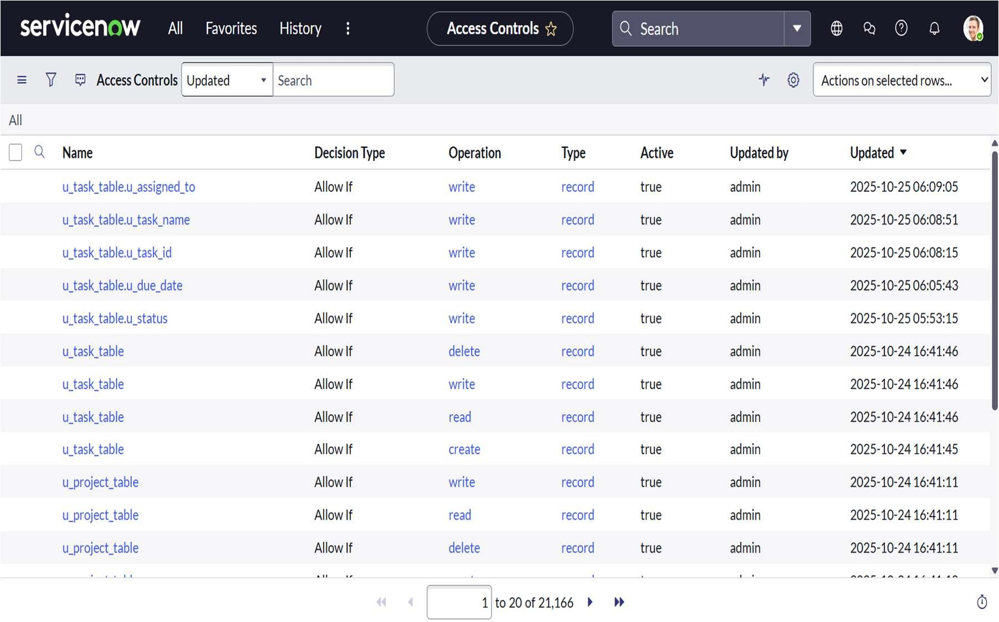 servicenow All Favorites History Access Controls Search
Access Controls Updated Search Actions on selected rows...
All
Name Decision Type Operation Type Active Updated by Updated
u_task_table.u_assigned_to Allow If write record true admin 2025-10-25 06:09:05
u_task_table.u_task_name Allow If write record true admin 2025-10-25 06:08:51
u_task_table.u_task_id Allow If write record true admin 2025-10-25 06:08:15
u_task_table.u_due_date Allow If write record true admin 2025-10-25 06:05:43
u_task_table.u_status Allow If write record true admin 2025-10-25 05:53:15
u_task_table Allow If delete record true admin 2025-10-24 16:41:46
u_task_table Allow If write record true admin 2025-10-24 16:41:46
u_task_table Allow If read record true admin 2025-10-24 16:41:46
u_task_table Allow If create record true admin 2025-10-24 16:41:45
u_project_table Allow If write record true admin 2025-10-24 16:41:11
u_project_table Allow If read record true admin 2025-10-24 16:41:11
u_project_table Allow If delete record true admin 2025-10-24 16:41:11
1 to 20 of 21,166